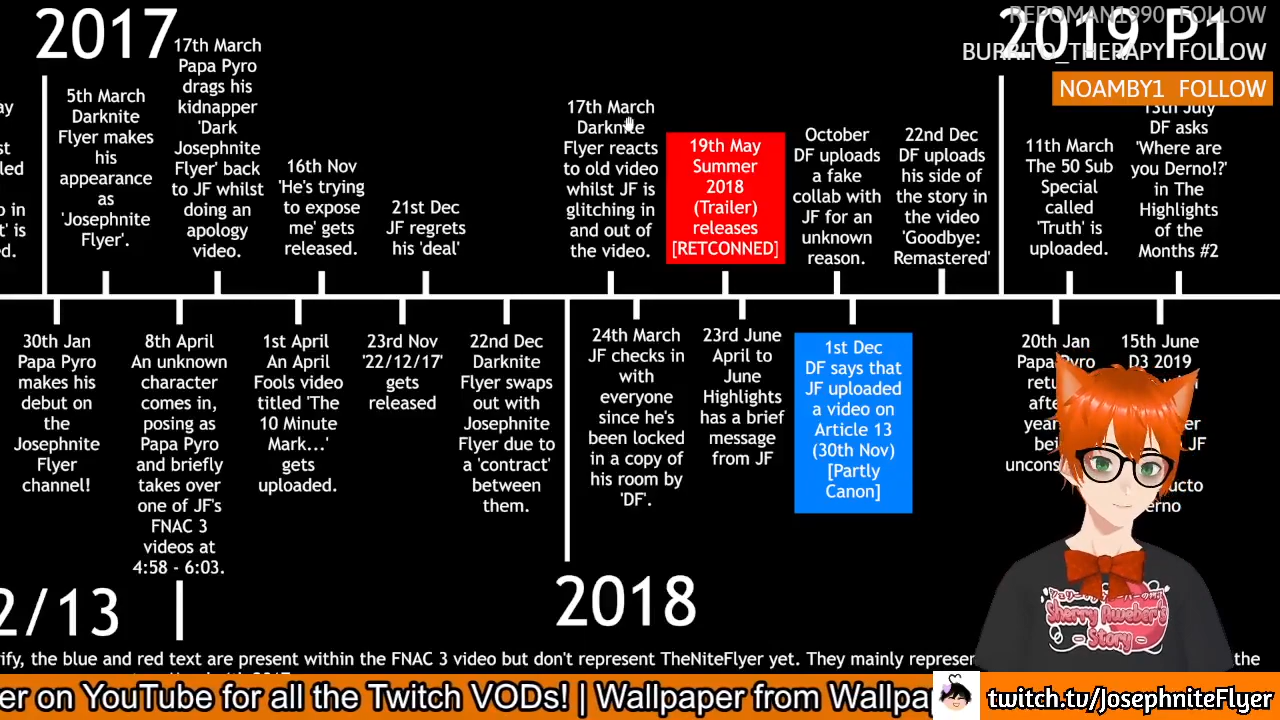 2017
2019 P1
REPOMAN1990 FOLLOW
BURRITO_THERAPY FOLLOW
NOAMBY1 FOLLOW
5th March
Darknite
Flyer makes
his
appearance
as
'Josephnite
Flyer'.
17th March
Papa Pyro
drags his
kidnapper
'Dark
Josephnite
Flyer' back
to JF whilst
doing an
apology
video.
16th Nov
'He's trying
to expose
me' gets
released.
21st Dec
JF regrets
his 'deal'
17th March
Darknite
Flyer reacts
to old video
whilst JF is
glitching in
and out of
the video.
19th May
Summer
2018
(Trailer)
releases
[RETCONNED]
October
DF uploads
a fake
collab with
JF for an
unknown
reason.
22nd Dec
DF uploads
his side of
the story in
the video
'Goodbye:
Remastered'
11th March
The 50 Sub
Special
called
'Truth' is
uploaded.
13th July
DF asks
'Where are
you Derno!?'
in The
Highlights
of the
Months #2
30th Jan
Papa Pyro
makes his
debut on
the
Josephnite
Flyer
channel!
8th April
An unknown
character
comes in,
posing as
Papa Pyro
and briefly
takes over
one of JF's
FNAC 3
videos at
4:58 - 6:03.
1st April
An April
Fools video
titled 'The
10 Minute
Mark...'
gets
uploaded.
23rd Nov
'22/12/17'
gets
released
22nd Dec
Darknite
Flyer swaps
out with
Josephnite
Flyer due to
a 'contract'
between
them.
24th March
JF checks in
with
everyone
since he's
been locked
in a copy of
his room by
'DF'.
23rd June
April to
June
Highlights
has a brief
message
from JF
1st Dec
DF says that
JF uploaded
a video on
Article 13
(30th Nov)
[Partly
Canon]
20th Jan
Papa Pyro
15th June
D3 2019
JF
2/13
2018
the blue and red text are present within the FNAC 3 video but don't represent TheNiteFlyer yet. They mainly the
on YouTube for all the Twitch VODs! | Wallpaper from
twitch.tv/JosephniteFlyer
Sherry Aweber's
- Story -